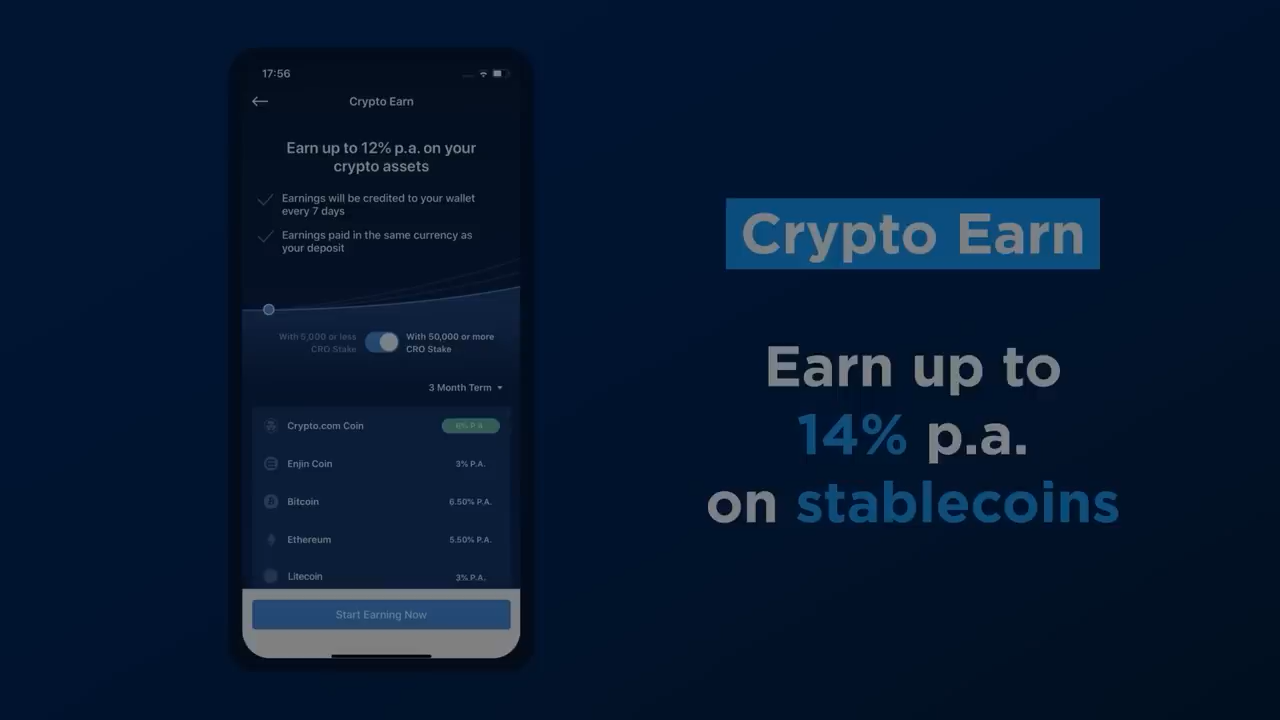 17:56
Crypto Earn
Earn up to 12% p.a. on your
crypto assets
Earnings will be credited to your wallet
every 7 days
Earnings paid in the same currency as
your deposit
With 5,000 or less
CRO Stake
With 50,000 or more
CRO Stake
3 Month Term
Crypto.com Coin
6% P.A.
Enjin Coin
3% P.A.
Bitcoin
6.50% P.A.
Ethereum
5.50% P.A.
Litecoin
3% P.A.
Start Earning Now
Crypto Earn
Earn up to
14% p.a.
on stablecoins